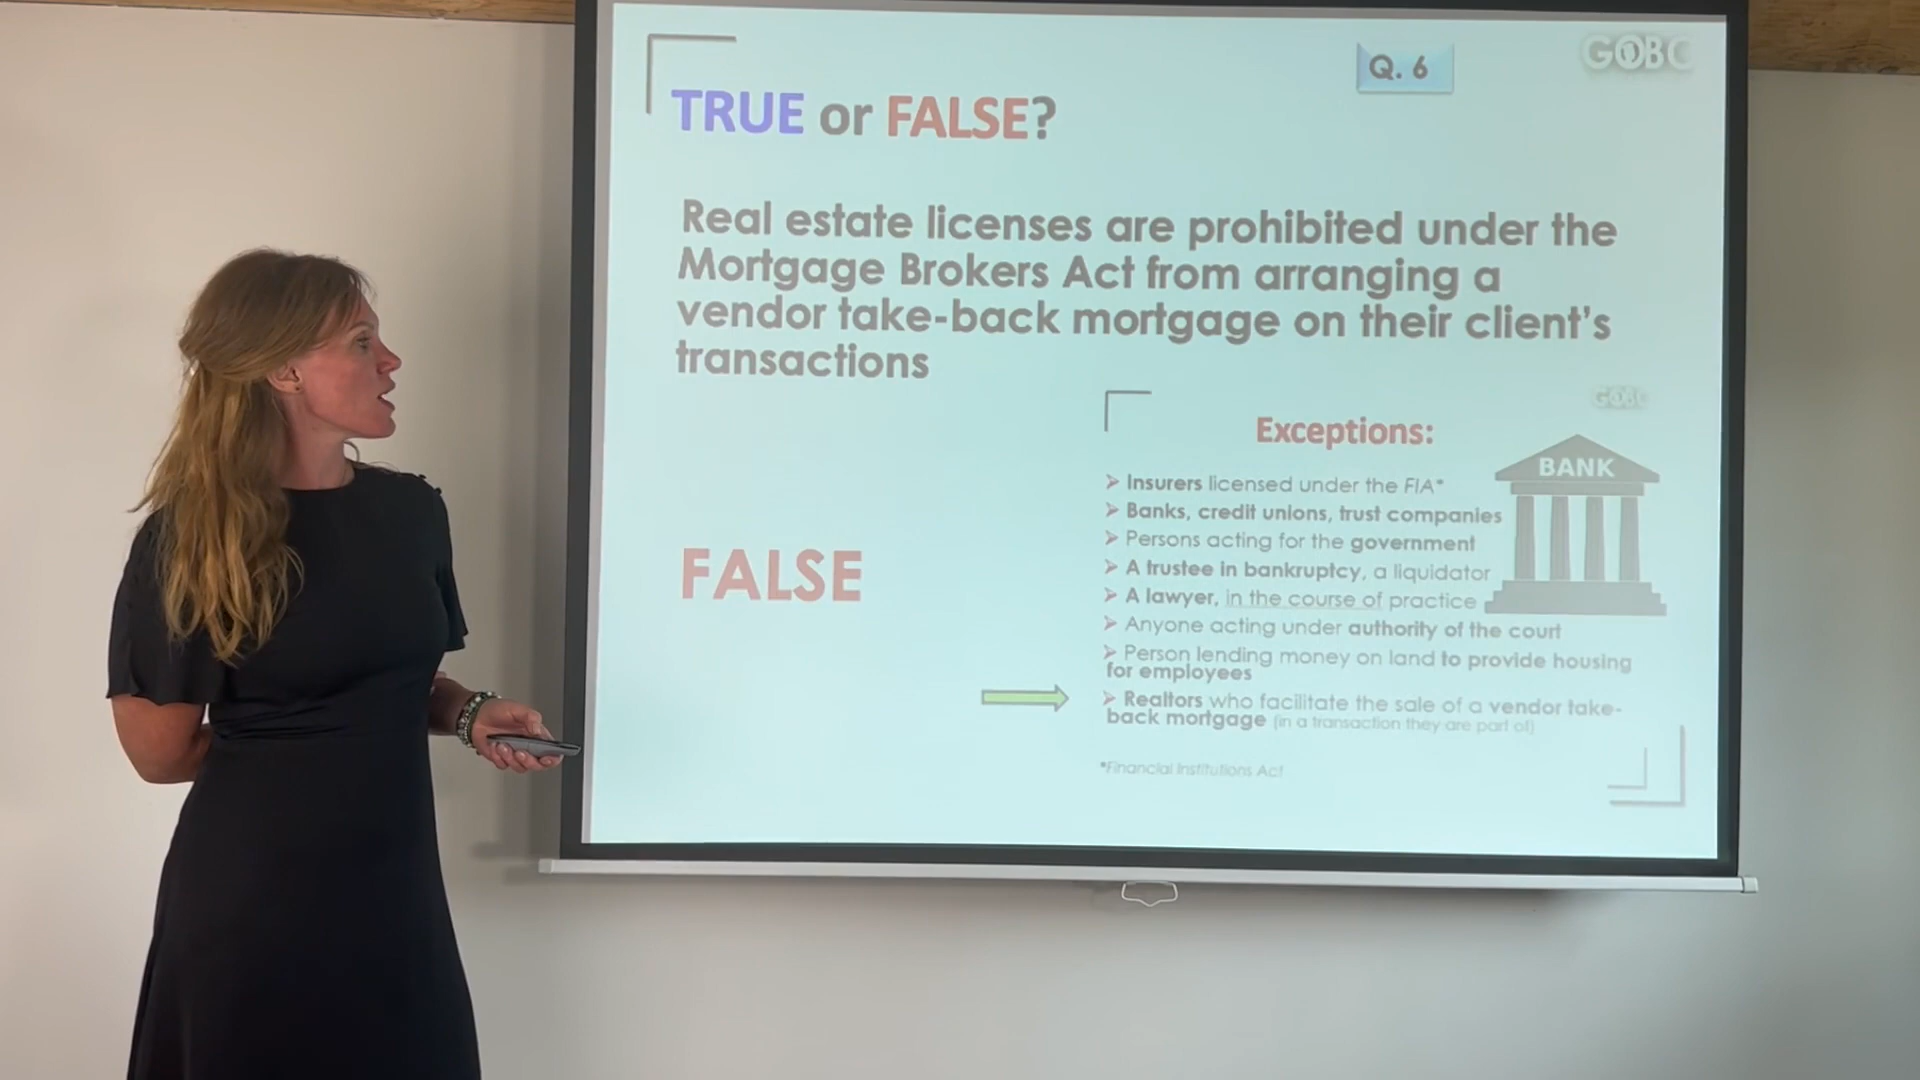 Q. 6
GOBC
TRUE or FALSE?
Real estate licenses are prohibited under the
Mortgage Brokers Act from arranging a
vendor take-back mortgage on their client's
transactions
GOBC
Exceptions:
BANK
➢ Insurers licensed under the FIA*
➢ Banks, credit unions, trust companies
➢ Persons acting for the government
➢ A trustee in bankruptcy, a liquidator
➢ A lawyer, in the course of practice
➢ Anyone acting under authority of the court
➢ Person lending money on land to provide housing
for employees
➢ Realtors who facilitate the sale of a vendor take-
back mortgage (in a transaction they are part of)
*Financial Institutions Act
FALSE